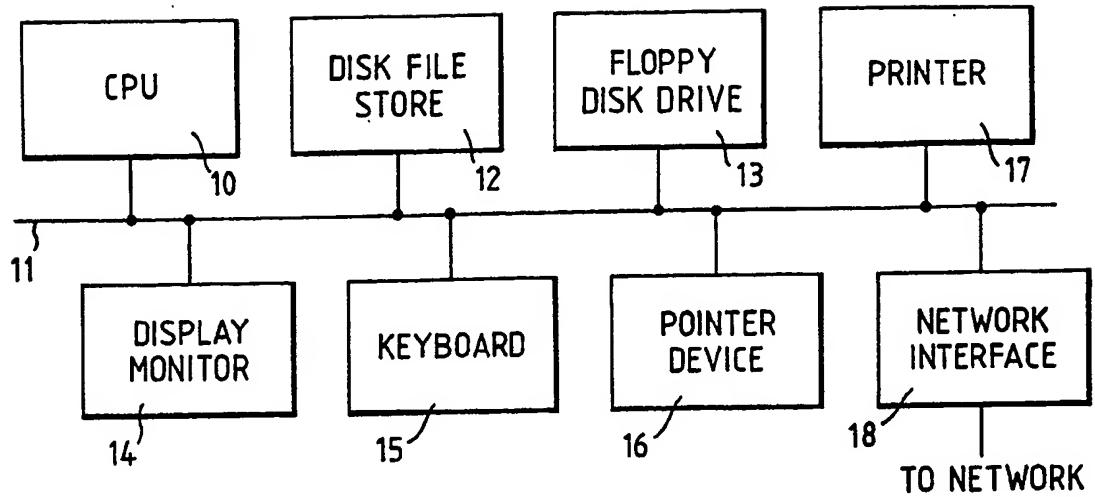 CPU
10
DISK FILE
STORE
12
FLOPPY
DISK DRIVE
13
PRINTER
17
11
DISPLAY
MONITOR
14
KEYBOARD
15
POINTER
DEVICE
16
NETWORK
INTERFACE
18
TO NETWORK